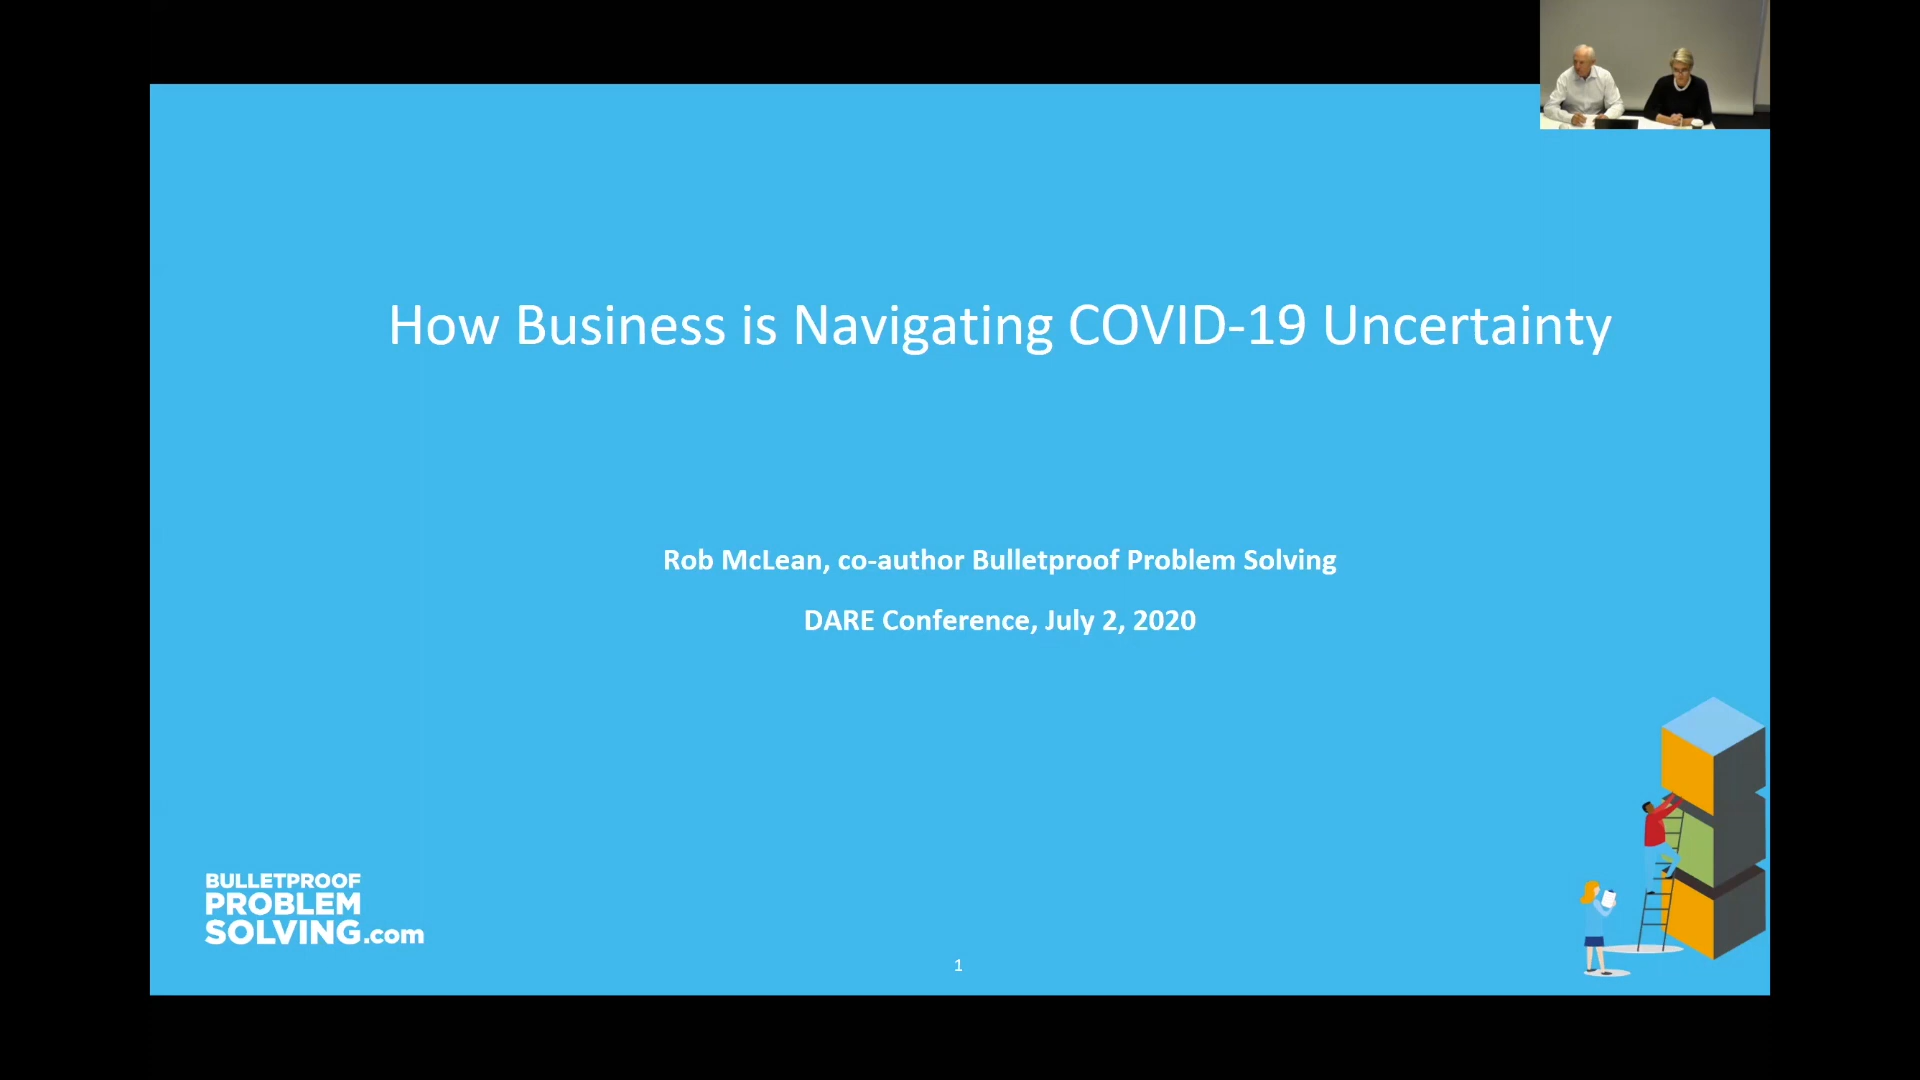 How Business is Navigating COVID-19 Uncertainty
Rob McLean, co-author Bulletproof Problem Solving
DARE Conference, July 2, 2020
BULLETPROOF
PROBLEM
SOLVING.com
1